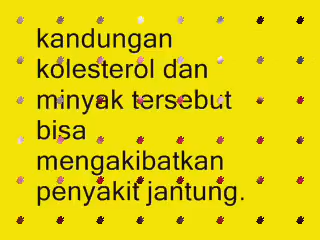 kandungan
kolesterol dan
minyak tersebut
bisa
mengakibatkan
penyakit jantung.